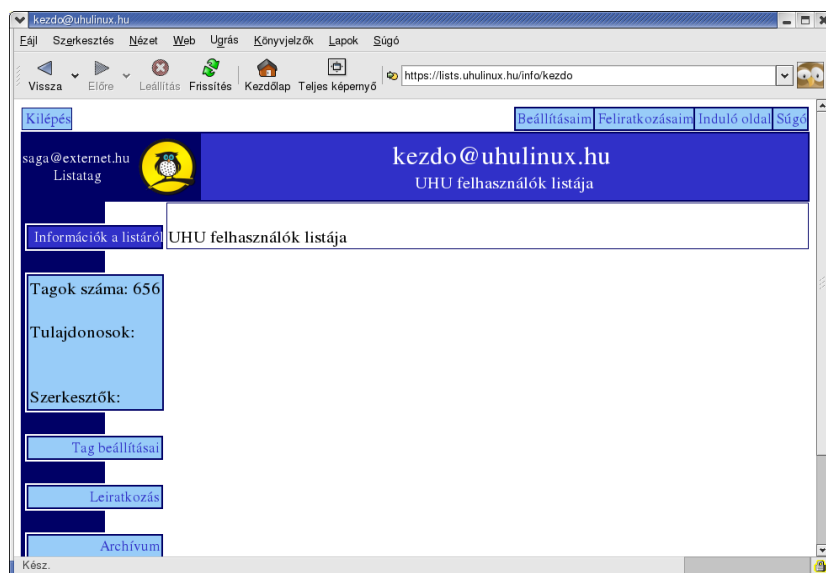 kezdo@uhulinux.hu
Fájl Szerkesztés Nézet Web Ugrás Könyvjelzők Lapok Súgó
Vissza Előre Leállítás Frissítés Kezdőlap Teljes képernyő https://lists.uhulinux.hu/info/kezdo
Kilépés Beállításaim Feliratkozásaim Induló oldal Súgó
saga@externet.hu
Listatag
kezdo@uhulinux.hu
UHU felhasználók listája
Információk a listáról
UHU felhasználók listája
Tagok száma: 656
Tulajdonosok:
Szerkesztők:
Tag beállításai
Leiratkozás
Archívum
Kész.